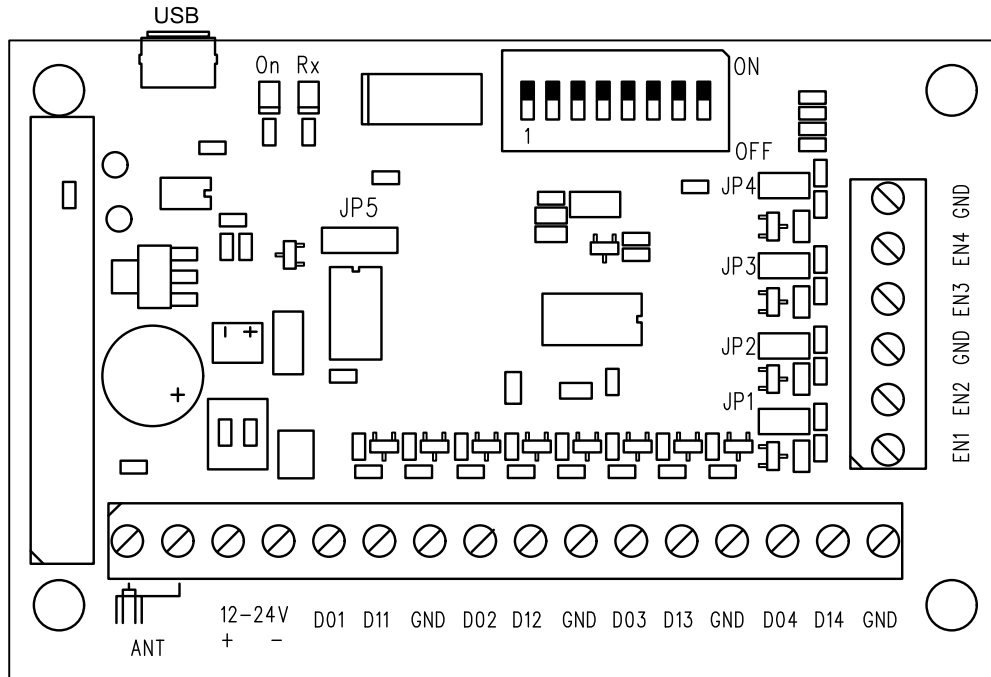 USB
On Rx
ON
1
OFF
JP4
JP5
JP3
JP2
JP1
GND
EN4
EN3
GND
EN2
EN1
- +
+
12-24V D01 D11 GND D02 D12 GND D03 D13 GND D04 D14 GND
+ -
ANT